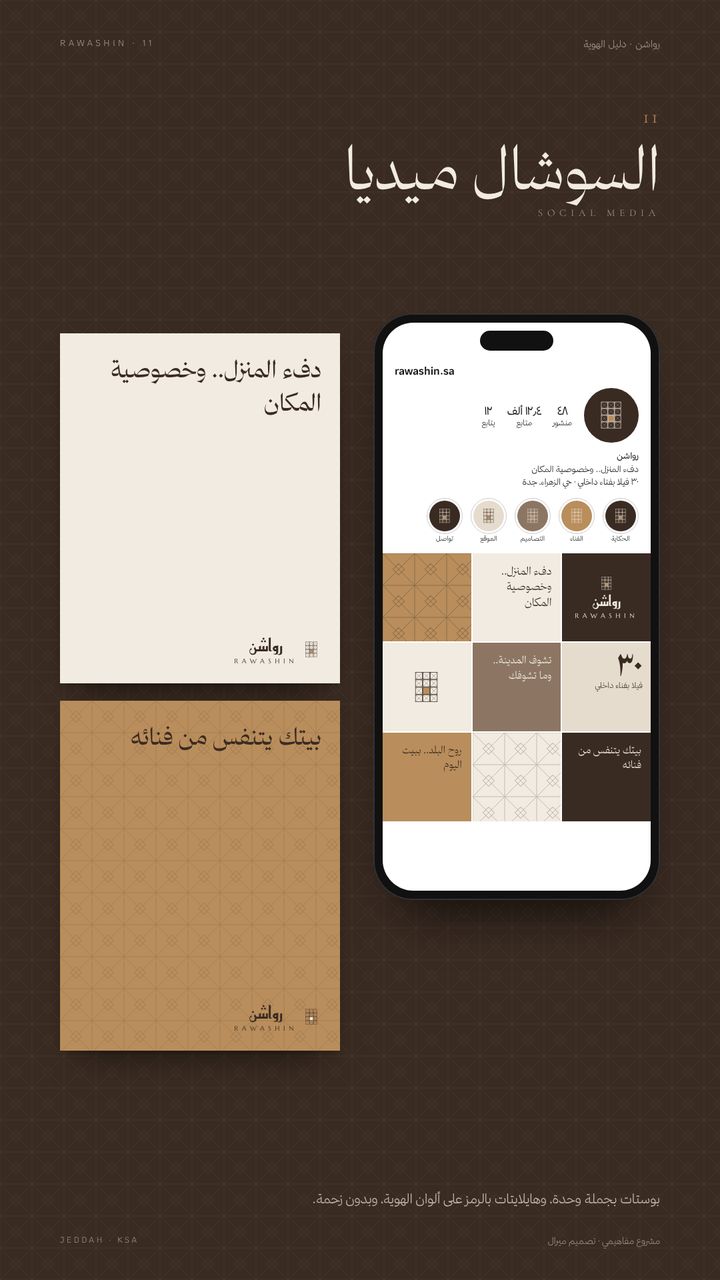 رواشن · دليل الهوية
RAWASHIN · 11
11
السوشال ميديا
SOCIAL MEDIA
rawashin.sa
٤٨
منشور
١٢٫٤ ألف
متابع
١٢
يتابع
رواشن
دفء المنزل.. وخصوصية المكان
٣٠ فيلا بفناء داخلي · حي الزهراء، جدة
الحكاية
الفناء
التصاميم
الموقع
تواصل
رواشن
RAWASHIN
دفء المنزل..
وخصوصية
المكان
٣٠
فيلا بفناء داخلي
تشوف المدينة..
وما تشوفك
بيتك يتنفس من
فنائه
روح البلد.. ببيت
اليوم
دفء المنزل.. وخصوصية
المكان
رواشن
RAWASHIN
بيتك يتنفس من فنائه
رواشن
RAWASHIN
بوستات بجملة وحدة، وهايلايتات بالرمز على ألوان الهوية، وبدون زحمة.
مشروع مفاهيمي · تصميم ميرال
JEDDAH · KSA